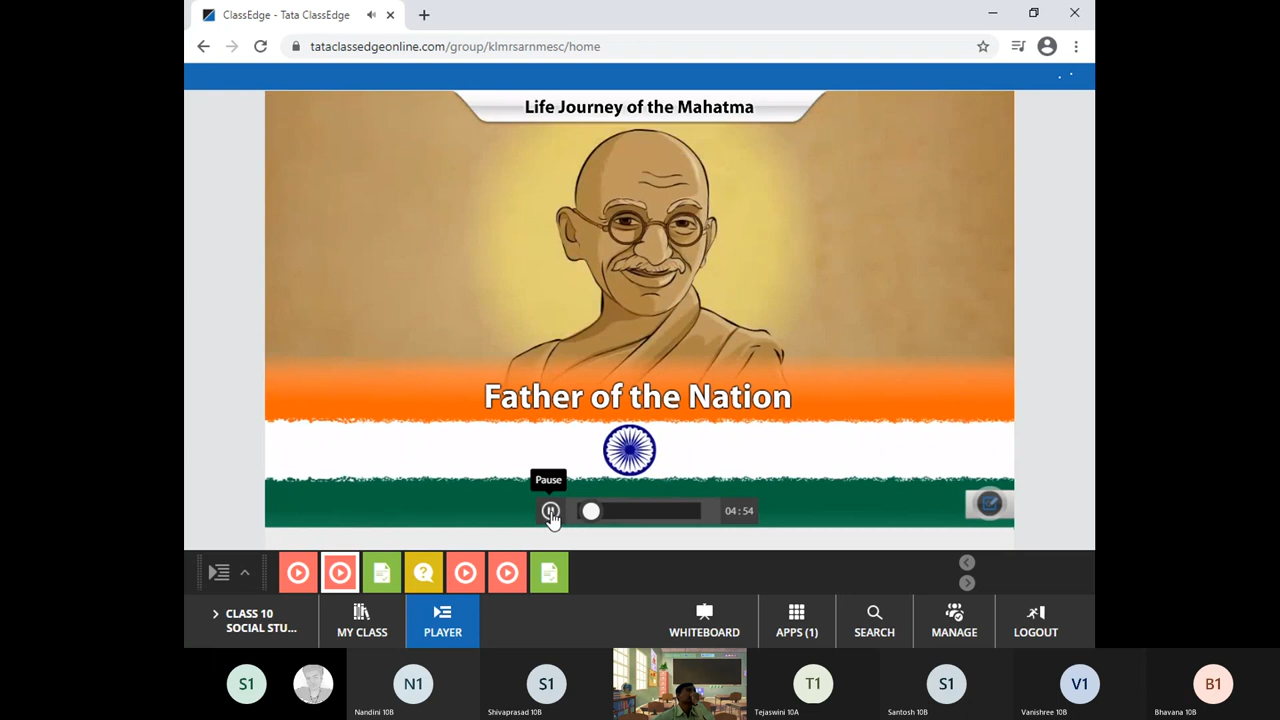 ClassEdge - Tata ClassEdge
tataclassedgeonline.com/group/klmrsarnmesc/home
Life Journey of the Mahatma
Father of the Nation
Pause
04:54
CLASS 10
SOCIAL STU...
MY CLASS
PLAYER
WHITEBOARD
APPS (1)
SEARCH
MANAGE
LOGOUT
S1
N1
S1
T1
S1
V1
B1
Nandini 10B
Shivaprasad 10B
Tejaswini 10A
Santosh 10B
Vanishree 10B
Bhavana 10B